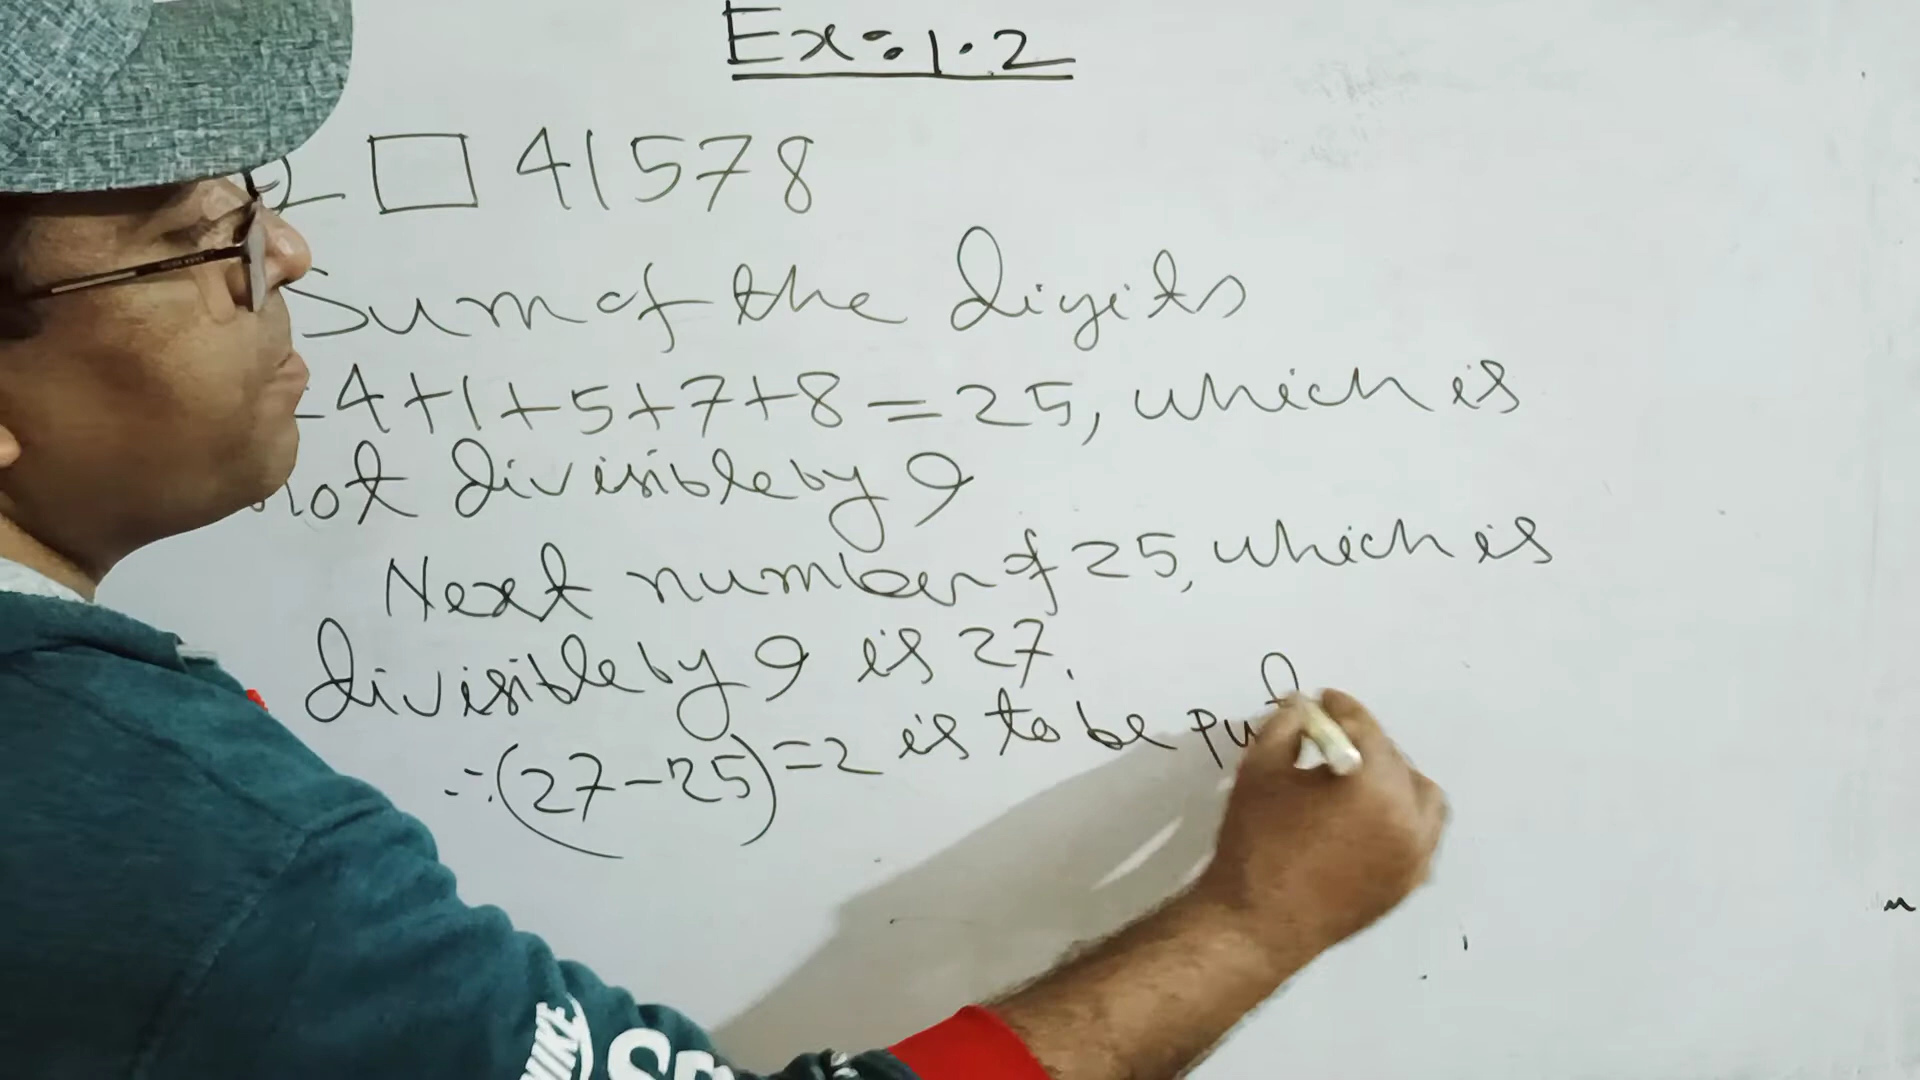 Ex:1.2
2 □ 41578
Sum of the digits
=4+1+5+7+8=25, which is
not divisible by 9
Next number of 25, which is
divisible by 9 is 27.
∴(27-25)=2 is to be put
NIKE